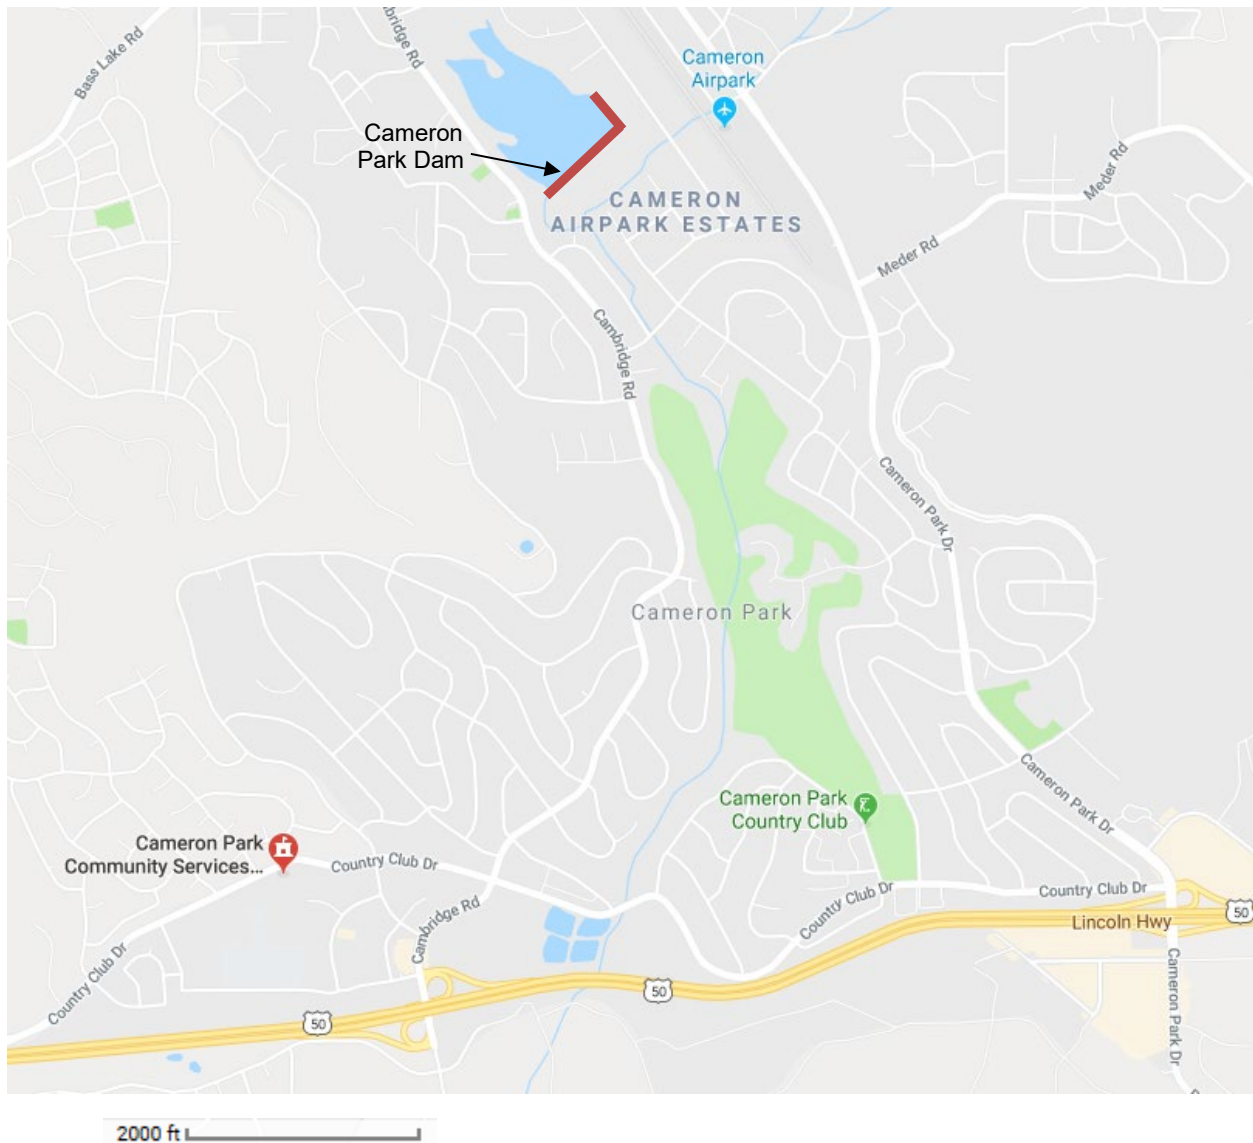 Bass Lake Rd
bridge Rd
Cameron
Airpark
Cameron
Park Dam
Meder Rd
CAMERON
AIRPARK ESTATES
Meder Rd
Cambridge Rd
Cameron Park Dr
Cameron Park
Cameron Park Dr
Cameron Park
Country Club
Cameron Park
Community Services...
Country Club Dr
Country Club Dr
Country Club Dr
Cambridge Rd
50
Lincoln Hwy
Country Club Dr
50
50
Cameron Park Dr
2000 ft